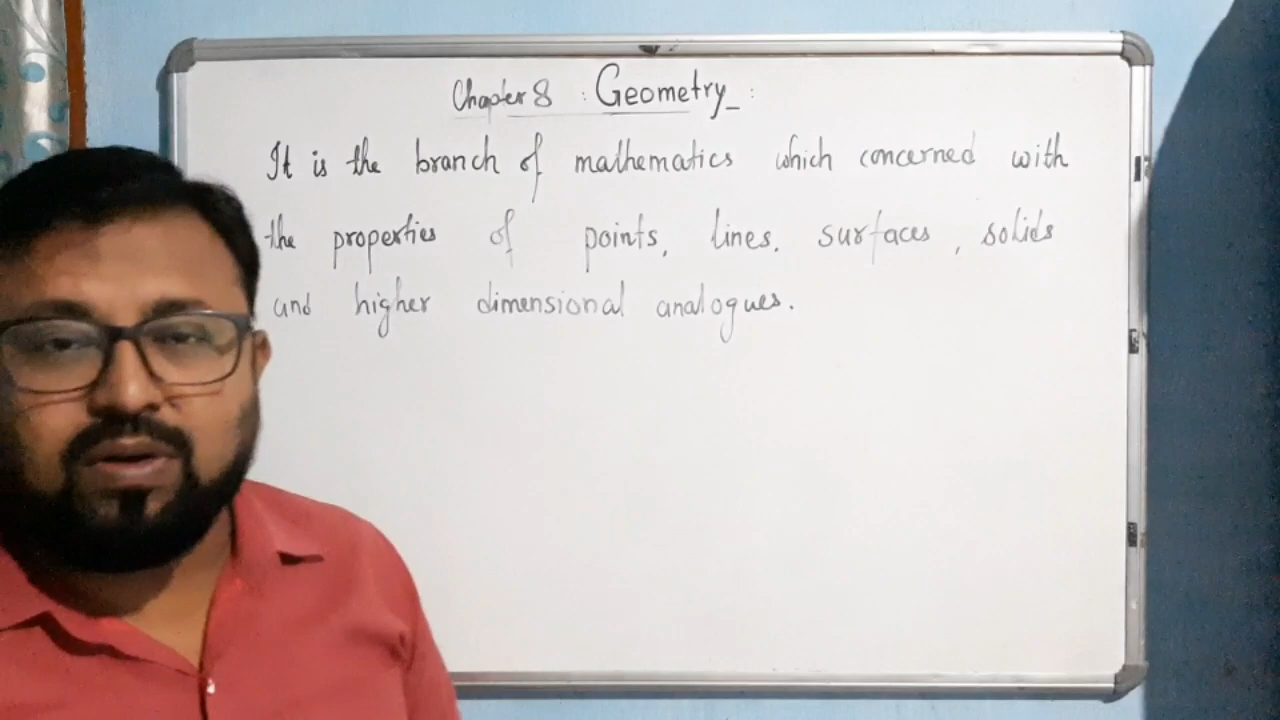 Chapter 8 : Geometry_ :
It is the branch of mathematics which concerned with
the properties of points, lines, surfaces, solids
and higher dimensional analogues.